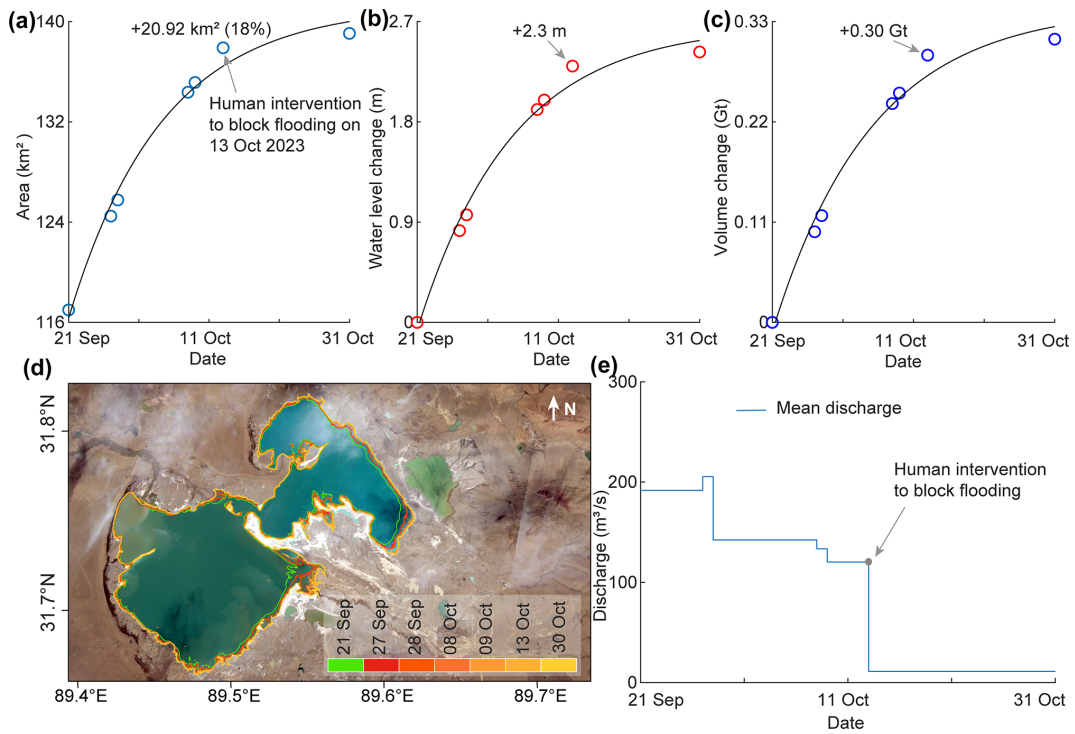 (a)
140
132
124
116
Area (km²)
+20.92 km² (18%)
Human intervention
to block flooding on
13 Oct 2023
21 Sep
11 Oct
31 Oct
Date
(b)
2.7
1.8
0.9
0
Water level change (m)
+2.3 m
21 Sep
11 Oct
31 Oct
Date
(c)
0.33
0.22
0.11
0
Volume change (Gt)
+0.30 Gt
21 Sep
11 Oct
31 Oct
Date
(d)
31.8°N
31.7°N
N
21 Sep
27 Sep
28 Sep
08 Oct
09 Oct
13 Oct
30 Oct
89.4°E
89.5°E
89.6°E
89.7°E
(e)
300
200
100
0
Discharge (m³/s)
Mean discharge
Human intervention
to block flooding
21 Sep
11 Oct
31 Oct
Date